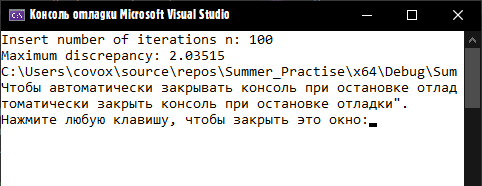 Консоль отладки Microsoft Visual Studio
Insert number of iterations n: 100
Maximum discrepancy: 2.03515
C:\Users\covox\source\repos\Summer_Practise\x64\Debug\Sum
Чтобы автоматически закрывать консоль при остановке отлад
томатически закрыть консоль при остановке отладки".
Нажмите любую клавишу, чтобы закрыть это окно: